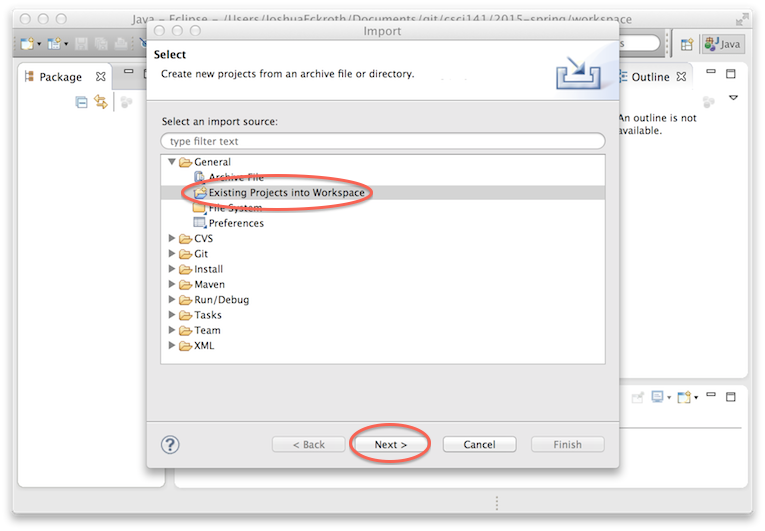 Java – Eclipse – /Users/JoshuaEckroth/Documents/git/csci141/2015-spring/workspace
Import
Java
Package
Outline
An outline is not
available.
Select
Create new projects from an archive file or directory.
Select an import source:
type filter text
General
Archive File
Existing Projects into Workspace
File System
Preferences
CVS
Git
Install
Maven
Run/Debug
Tasks
Team
XML
?
< Back
Next >
Cancel
Finish